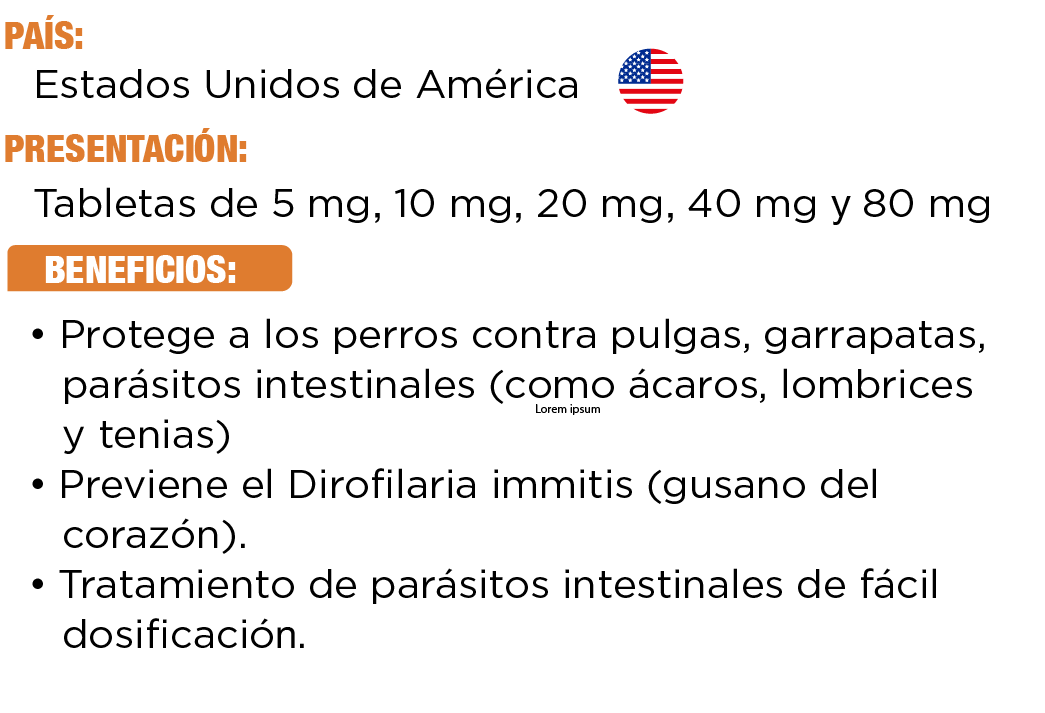 PAÍS:
Estados Unidos de América
PRESENTACIÓN:
Tabletas de 5 mg, 10 mg, 20 mg, 40 mg y 80 mg
BENEFICIOS:
• Protege a los perros contra pulgas, garrapatas,
parásitos intestinales (como ácaros, lombrices
Lorem ipsum
y tenias)
• Previene el Dirofilaria immitis (gusano del
corazón).
• Tratamiento de parásitos intestinales de fácil
dosificación.